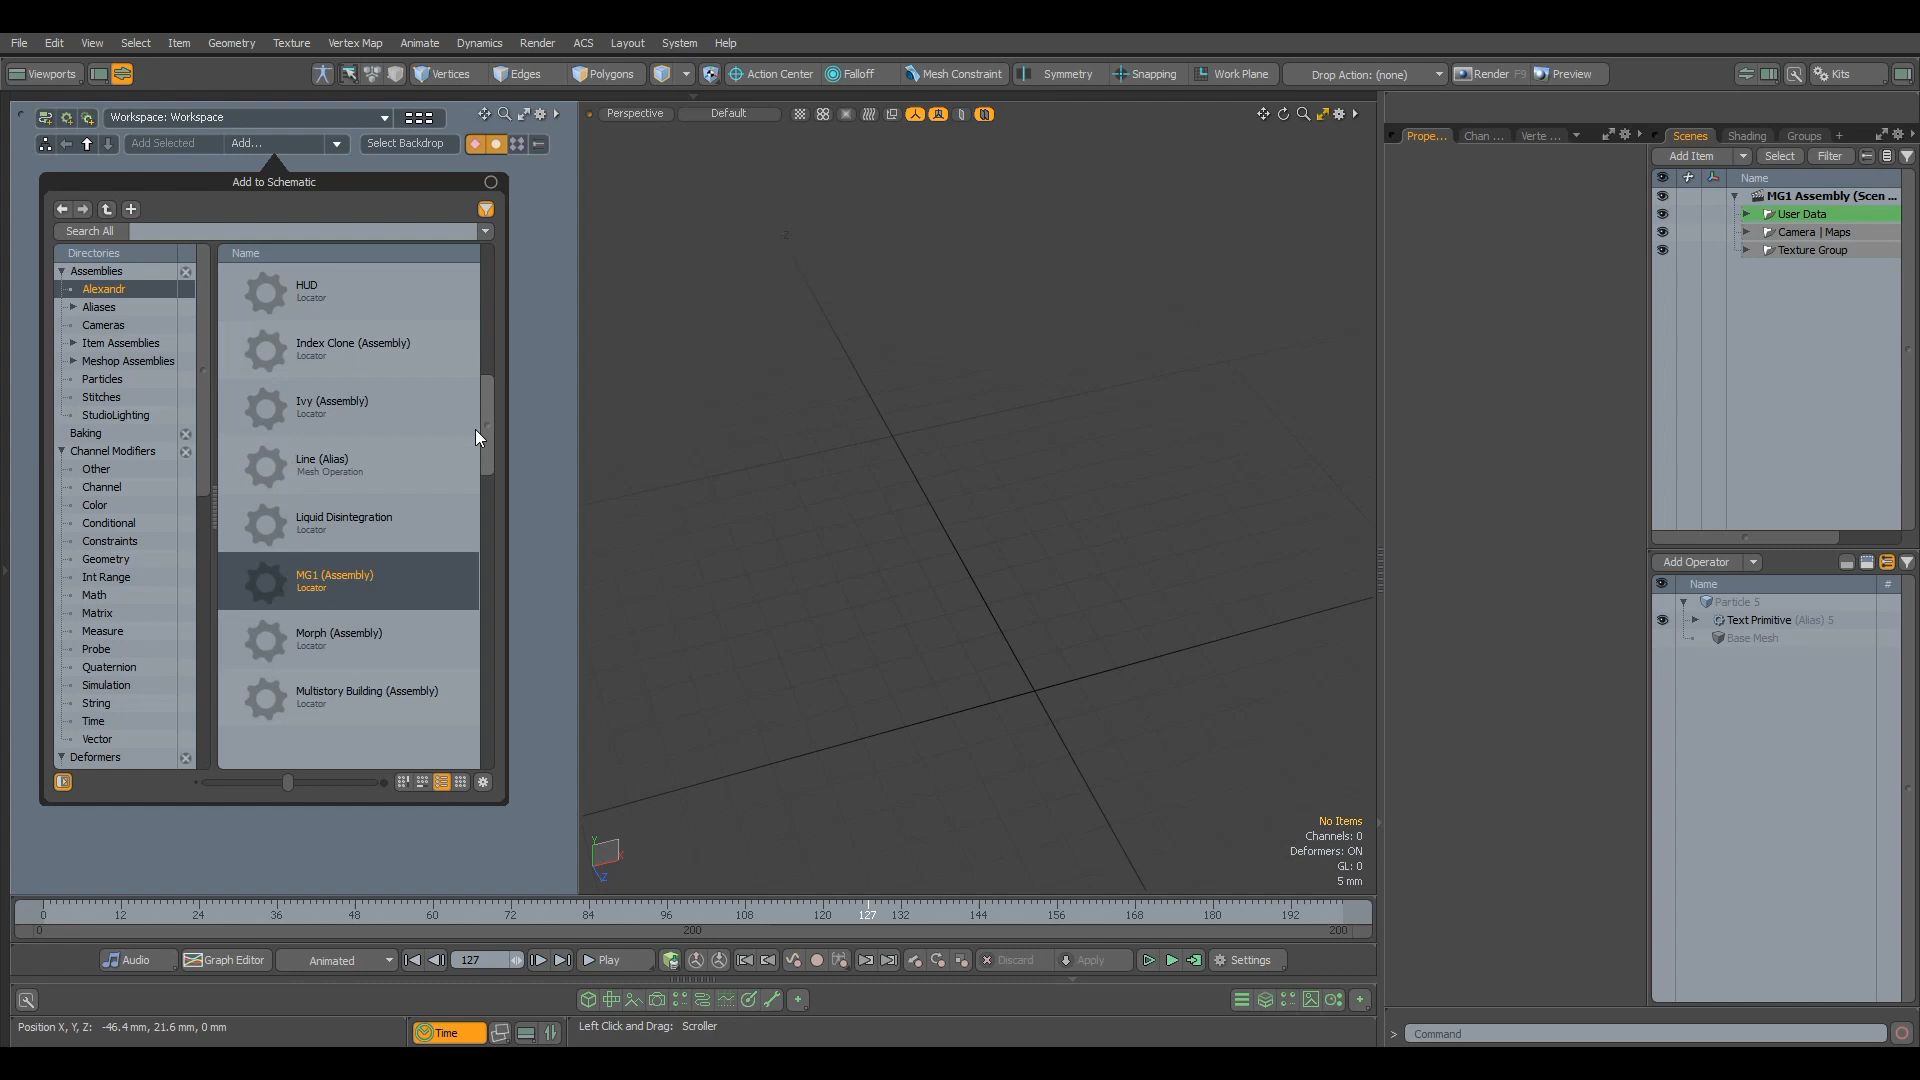 File Edit View Select Item Geometry Texture Vertex Map Animate Dynamics Render ACS Layout System Help
Viewports Vertices Edges Polygons Action Center Falloff Mesh Constraint Symmetry Snapping Work Plane Drop Action: (none) Render F9 Preview Kits
Workspace: Workspace
Add Selected Add... Select Backdrop
Add to Schematic
Search All
Directories
Assemblies
Alexandr
Aliases
Cameras
Item Assemblies
Meshop Assemblies
Particles
Stitches
StudioLighting
Baking
Channel Modifiers
Other
Channel
Color
Conditional
Constraints
Geometry
Int Range
Math
Matrix
Measure
Probe
Quaternion
Simulation
String
Time
Vector
Deformers
Name
HUD
Locator
Index Clone (Assembly)
Locator
Ivy (Assembly)
Locator
Line (Alias)
Mesh Operation
Liquid Disintegration
Locator
MG1 (Assembly)
Locator
Morph (Assembly)
Locator
Multistory Building (Assembly)
Locator
Perspective Default
-Z
Y
X
Z
No Items
Channels: 0
Deformers: ON
GL: 0
5 mm
Prope... Chan ... Verte ...
Scenes Shading Groups +
Add Item Select Filter
Name
MG1 Assembly (Scen ...
User Data
Camera | Maps
Texture Group
Add Operator
Name #
Particle 5
Text Primitive (Alias) 5
Base Mesh
0 12 24 36 48 60 72 84 96 108 120 127 132 144 156 168 180 192
0 200 200
Audio Graph Editor Animated 127 Play Discard Apply Settings
Position X, Y, Z: -46.4 mm, 21.6 mm, 0 mm
Time
Left Click and Drag: Scroller
> Command